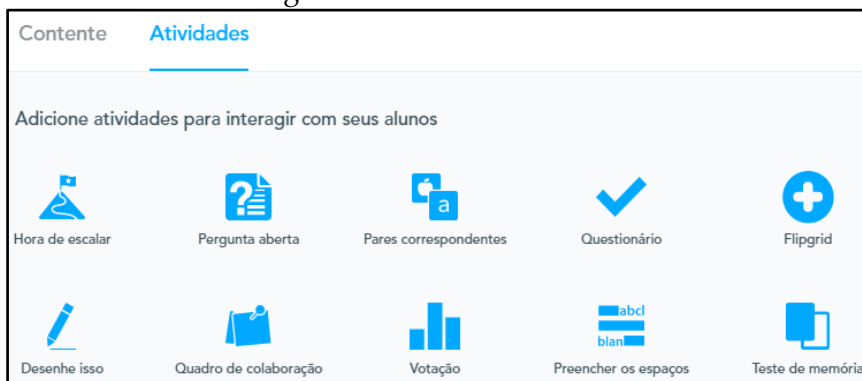 Contente Atividades
Adicione atividades para interagir com seus alunos
?
a
Hora de escalar Pergunta aberta Pares correspondentes Questionário Flipgrid
abcl
blan
Desenhe isso Quadro de colaboração Votação Preencher os espaços Teste de memória